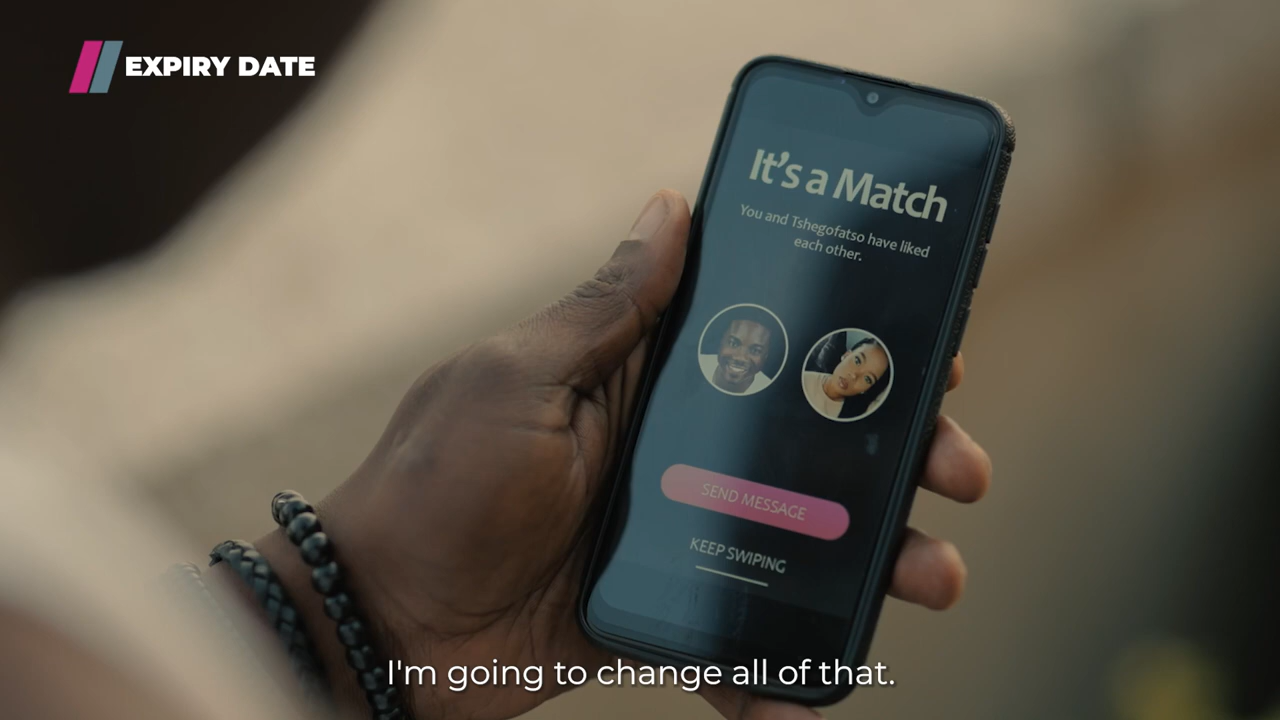 EXPIRY DATE
It's a Match
You and Tshegofatso have liked
each other.
SEND MESSAGE
KEEP SWIPING
I'm going to change all of that.